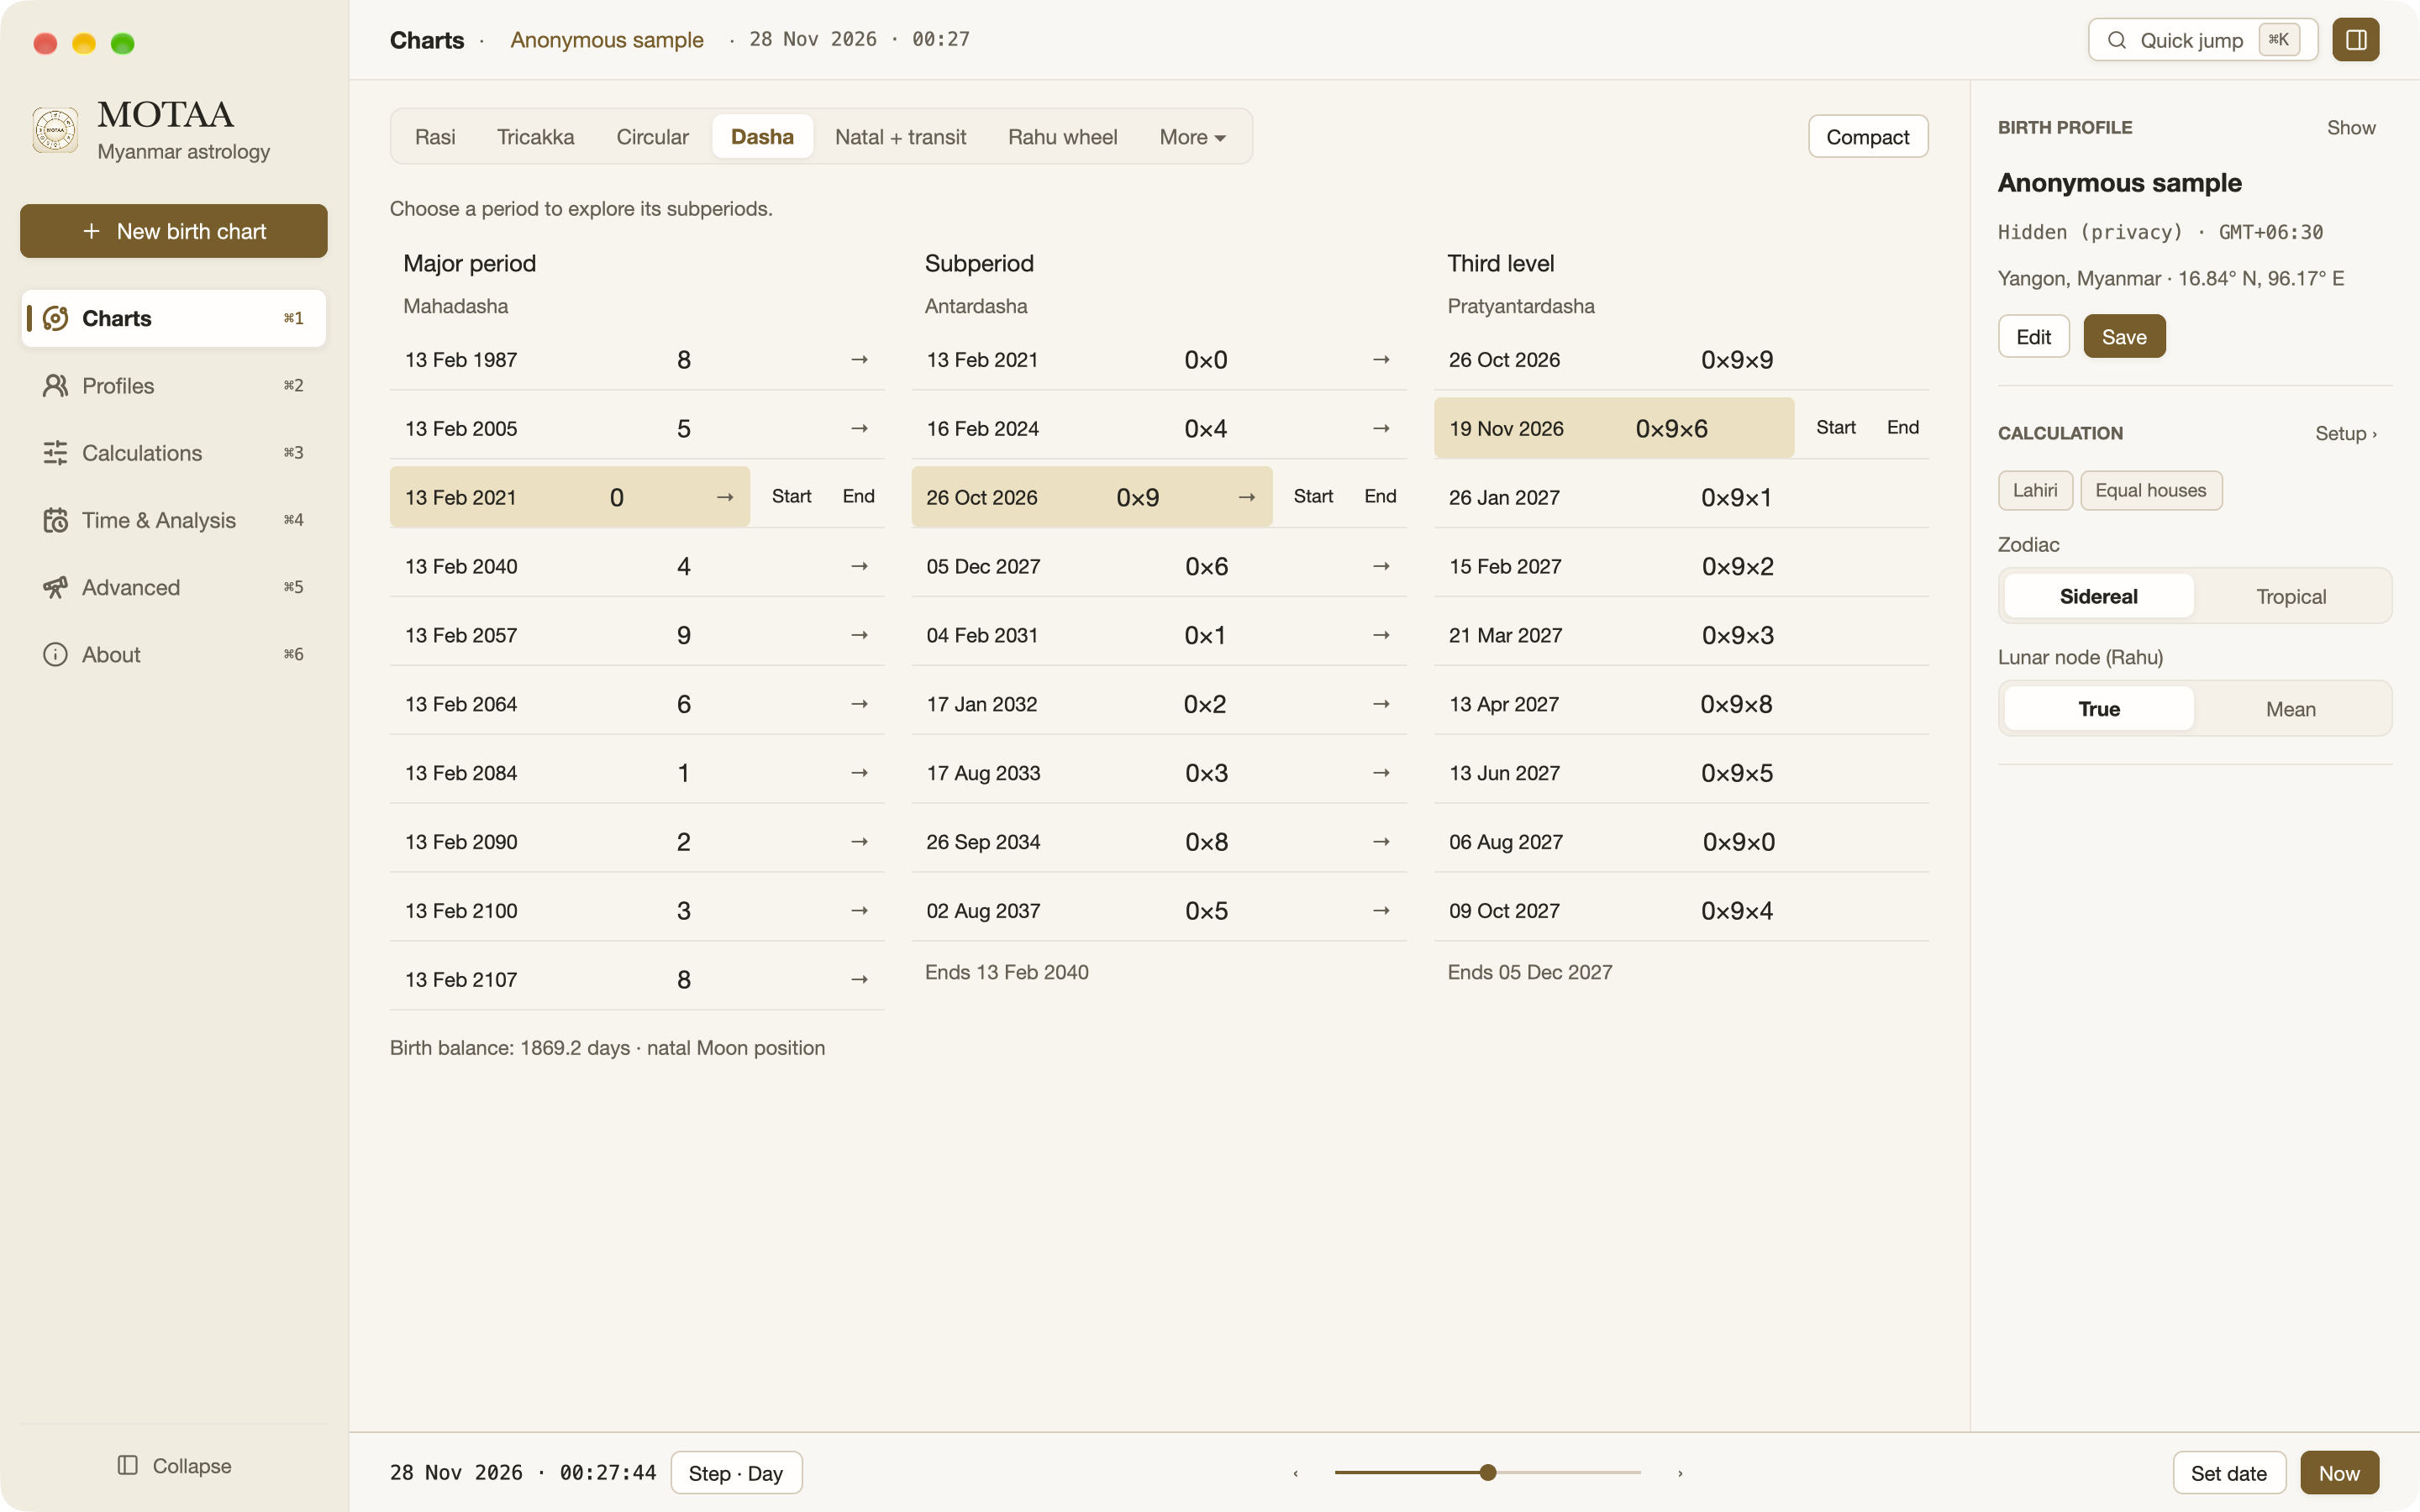 Charts · Anonymous sample · 28 Nov 2026 · 00:27
Quick jump ⌘K
MOTAA
Myanmar astrology
+ New birth chart
Charts ⌘1
Profiles ⌘2
Calculations ⌘3
Time & Analysis ⌘4
Advanced ⌘5
About ⌘6
Collapse
Rasi Tricakka Circular Dasha Natal + transit Rahu wheel More
Compact
Choose a period to explore its subperiods.
Major period
Mahadasha
13 Feb 1987 8 →
13 Feb 2005 5 →
13 Feb 2021 0 → Start End
13 Feb 2040 4 →
13 Feb 2057 9 →
13 Feb 2064 6 →
13 Feb 2084 1 →
13 Feb 2090 2 →
13 Feb 2100 3 →
13 Feb 2107 8 →
Birth balance: 1869.2 days · natal Moon position
Subperiod
Antardasha
13 Feb 2021 0×0 →
16 Feb 2024 0×4 →
26 Oct 2026 0×9 → Start End
05 Dec 2027 0×6 →
04 Feb 2031 0×1 →
17 Jan 2032 0×2 →
17 Aug 2033 0×3 →
26 Sep 2034 0×8 →
02 Aug 2037 0×5 →
Ends 13 Feb 2040
Third level
Pratyantardasha
26 Oct 2026 0×9×9
19 Nov 2026 0×9×6 Start End
26 Jan 2027 0×9×1
15 Feb 2027 0×9×2
21 Mar 2027 0×9×3
13 Apr 2027 0×9×8
13 Jun 2027 0×9×5
06 Aug 2027 0×9×0
09 Oct 2027 0×9×4
Ends 05 Dec 2027
BIRTH PROFILE Show
Anonymous sample
Hidden (privacy) · GMT+06:30
Yangon, Myanmar · 16.84° N, 96.17° E
Edit Save
CALCULATION Setup ›
Lahiri Equal houses
Zodiac
Sidereal Tropical
Lunar node (Rahu)
True Mean
28 Nov 2026 · 00:27:44 Step · Day ‹ › Set date Now